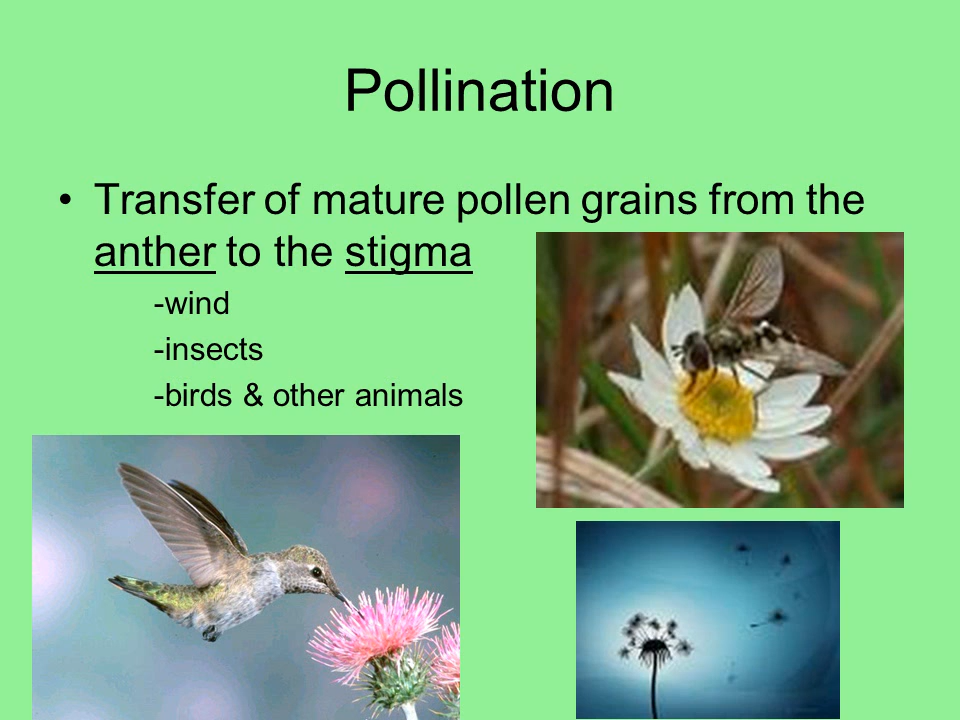 Pollination
• Transfer of mature pollen grains from the
anther to the stigma
-wind
-insects
-birds & other animals